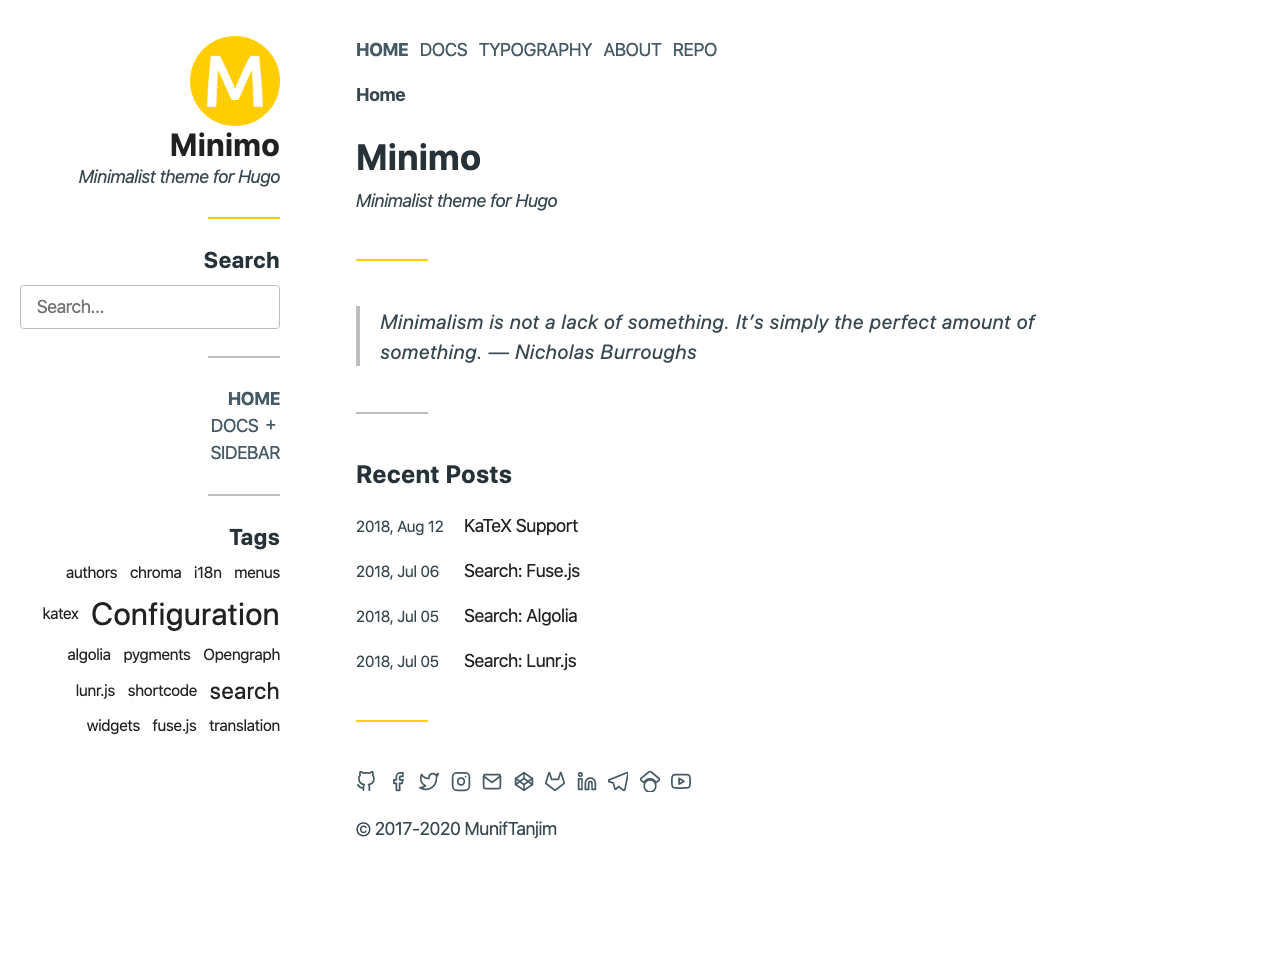 M
Minimo
Minimalist theme for Hugo
Search
Search...
HOME
DOCS +
SIDEBAR
Tags
authors chroma i18n menus
katex Configuration
algolia pygments Opengraph
lunr.js shortcode search
widgets fuse.js translation
HOME DOCS TYPOGRAPHY ABOUT REPO
Home
Minimo
Minimalist theme for Hugo
Minimalism is not a lack of something. It’s simply the perfect amount of
something. — Nicholas Burroughs
Recent Posts
2018, Aug 12 KaTeX Support
2018, Jul 06 Search: Fuse.js
2018, Jul 05 Search: Algolia
2018, Jul 05 Search: Lunr.js
© 2017-2020 MunifTanjim